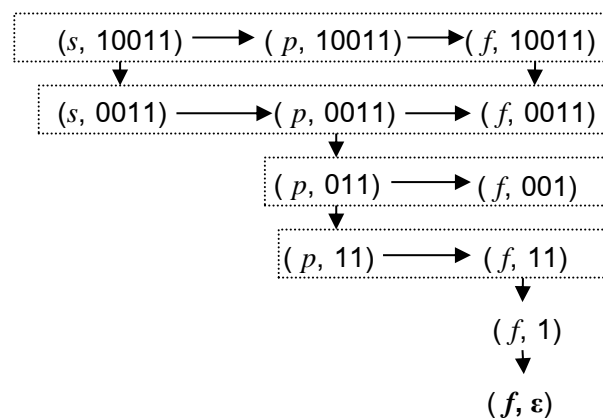 (s, 10011) ( p, 10011) (f, 10011)
(s, 0011) ( p, 0011) (f, 0011)
( p, 011) (f, 001)
( p, 11) (f, 11)
( f, 1)
( f, ε)